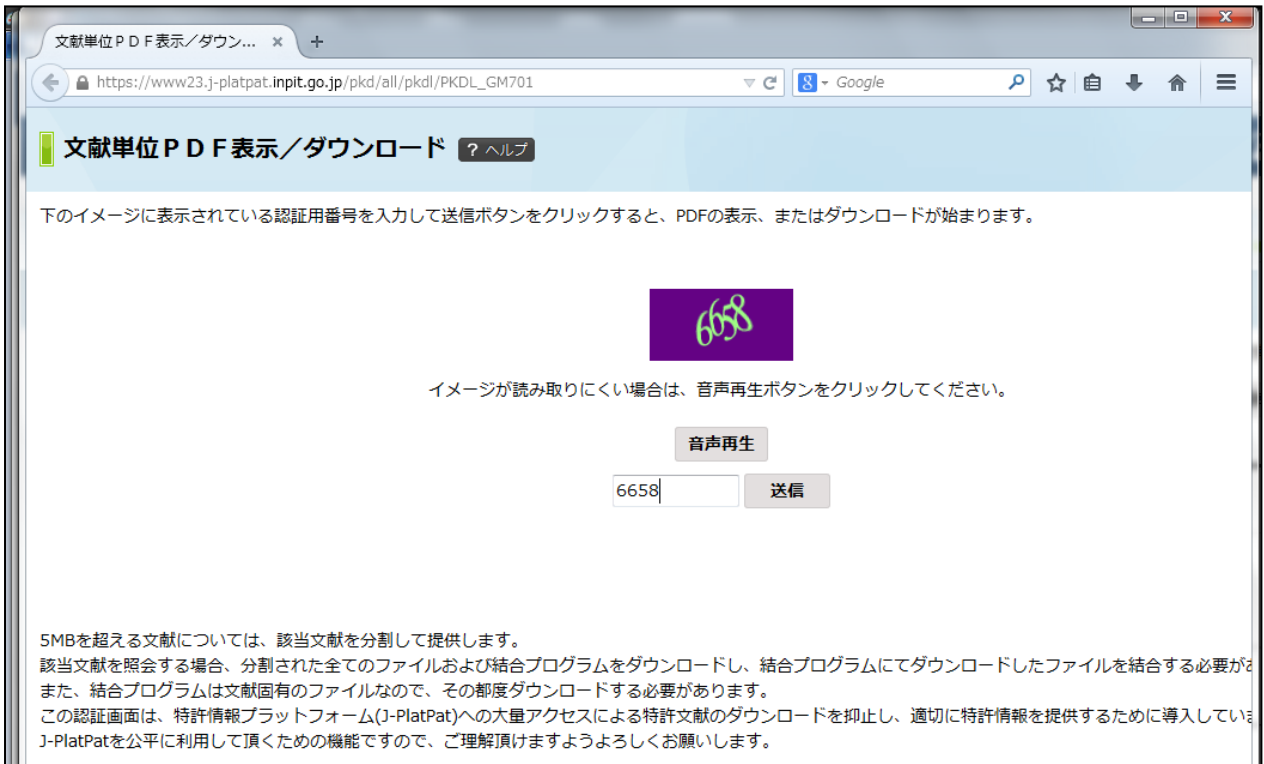 文献単位ＰＤＦ表示／ダウン... × +
https://www23.j-platpat.inpit.go.jp/pkd/all/pkdl/PKDL_GM701
8 Google
文献単位ＰＤＦ表示／ダウンロード ? ヘルプ
下のイメージに表示されている認証用番号を入力して送信ボタンをクリックすると、PDFの表示、またはダウンロードが始まります。
6658
イメージが読み取りにくい場合は、音声再生ボタンをクリックしてください。
音声再生
6658 送信
5MBを超える文献については、該当文献を分割して提供します。
該当文献を照会する場合、分割された全てのファイルおよび結合プログラムをダウンロードし、結合プログラムにてダウンロードしたファイルを結合する必要が
また、結合プログラムは文献固有のファイルなので、その都度ダウンロードする必要があります。
この認証画面は、特許情報プラットフォーム(J-PlatPat)への大量アクセスによる特許文献のダウンロードを抑止し、適切に特許情報を提供するために導入してい
J-PlatPatを公平に利用して頂くための機能ですので、ご理解頂けますようよろしくお願いします。